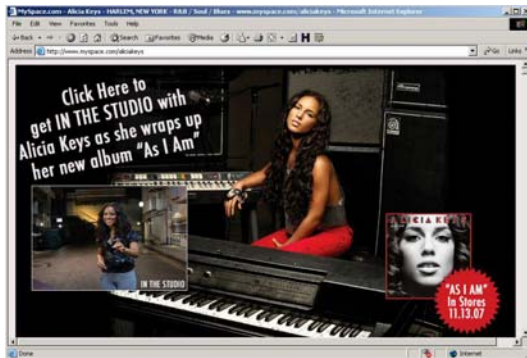 MySpace.com - Alicia Keys - HARLEM, NEW YORK - R&B / Soul / Blues - www.myspace.com/aliciakeys - Microsoft Internet Explorer
File Edit View Favorites Tools Help
Back Search Favorites Media
Address http://www.myspace.com/aliciakeys Go Links
Click Here to
get IN THE STUDIO with
Alicia Keys as she wraps up
her new album "As I Am"
IN THE STUDIO
ALICIA KEYS
"AS I AM"
In Stores
11.13.07
Done Internet